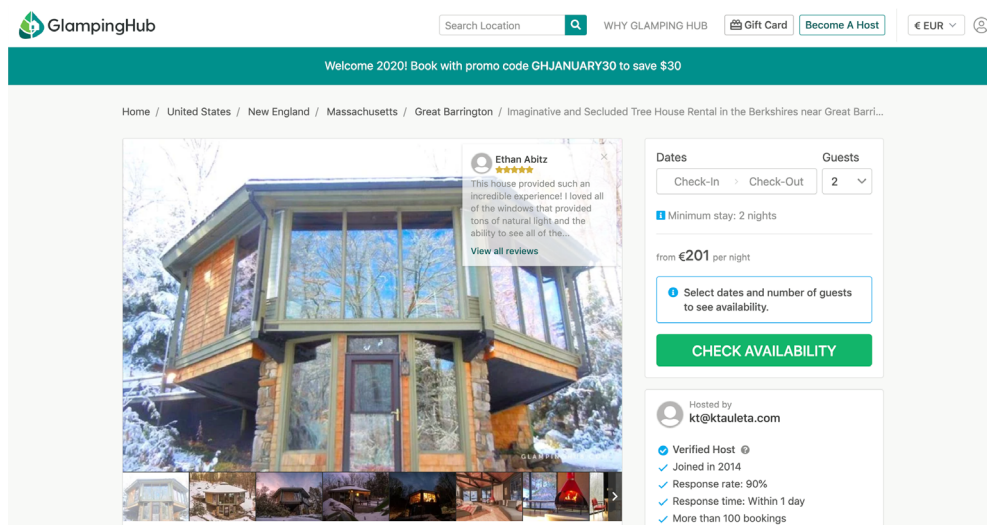 GlampingHub
Search Location
WHY GLAMPING HUB
Gift Card
Become A Host
€ EUR
Welcome 2020! Book with promo code GHJANUARY30 to save $30
Home / United States / New England / Massachusetts / Great Barrington / Imaginative and Secluded Tree House Rental in the Berkshires near Great Barri...
Ethan Abitz
This house provided such an
incredible experience! I loved all
of the windows that provided
tons of natural light and the
ability to see all of the...
View all reviews
Dates
Guests
Check-In > Check-Out
2
Minimum stay: 2 nights
from €201 per night
Select dates and number of guests
to see availability.
CHECK AVAILABILITY
Hosted by
kt@ktauleta.com
Verified Host
Joined in 2014
Response rate: 90%
Response time: Within 1 day
More than 100 bookings